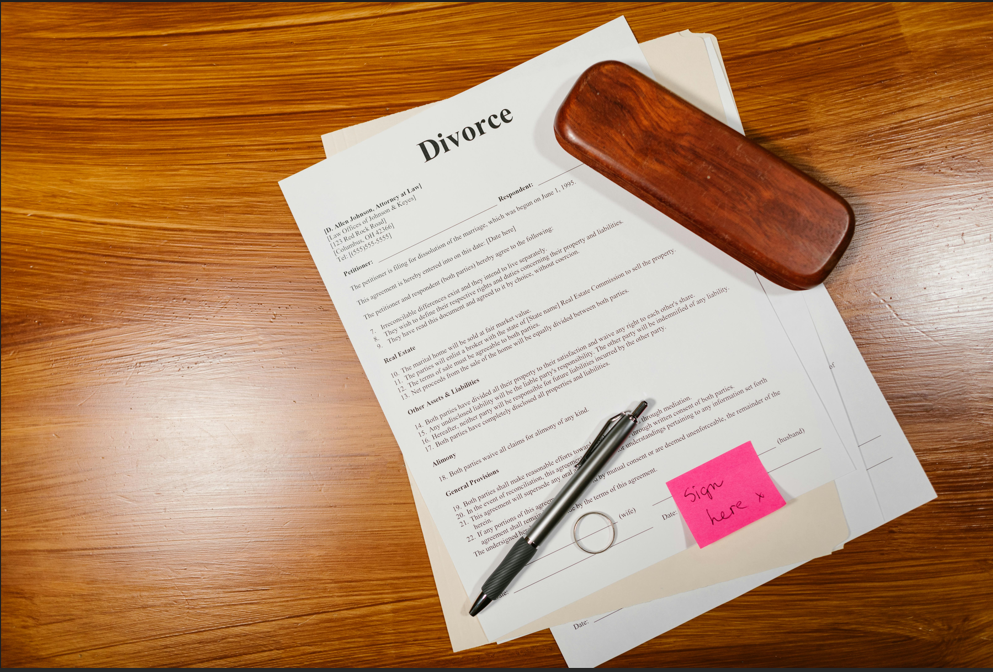 Divorce
[D. Allen Johnson, Attorney at Law]
[Law Offices of Johnson & Keyes]
[123 Red Rock Road]
[Columbus, OH 42366]
Tel: [(555)555-5555]
Petitioner: Respondent:
The petitioner is filing for dissolution of the marriage, which was begun on June 1, 1995.
This agreement is hereby entered into on this date: [Date here]
The petitioner and respondent (both parties) hereby agree to the following:
7. Irreconcilable differences exist and they intend to live separately.
8. They wish to define their respective rights and duties concerning their property and liabilities.
9. They have read this document and agreed to it by choice, without coercion.
Real Estate
10. The marital home will be sold at fair market value.
11. The parties will enlist a broker with the state of [State name] Real Estate Commission to sell the property.
12. The terms of sale must be agreeable to both parties.
13. Net proceeds from the sale of the home will be equally divided between both parties.
Other Assets & Liabilities
14. Both parties have divided all their property to their satisfaction and waive any right to each other's share.
15. Any undisclosed liability will be the liable party's responsibility. The other party will be indemnified of any liability.
16. Hereafter, neither party will be responsible for future liabilities incurred by the other party.
17. Both parties have completely disclosed all properties and liabilities.
Alimony
18. Both parties waive all claims for alimony of any kind.
General Provisions
19. Both parties shall make reasonable efforts through mediation.
20. In the event of reconciliation, this through written consent of both parties.
21. This agreement will supersede any oral understandings pertaining to any information set forth
herein.
22. If any portions of this by mutual consent or are deemed unenforceable, the remainder of the
agreement shall remain
The undersigned by the terms of this agreement.
(husband)
(wife) Date:
Sign
here x
Date: